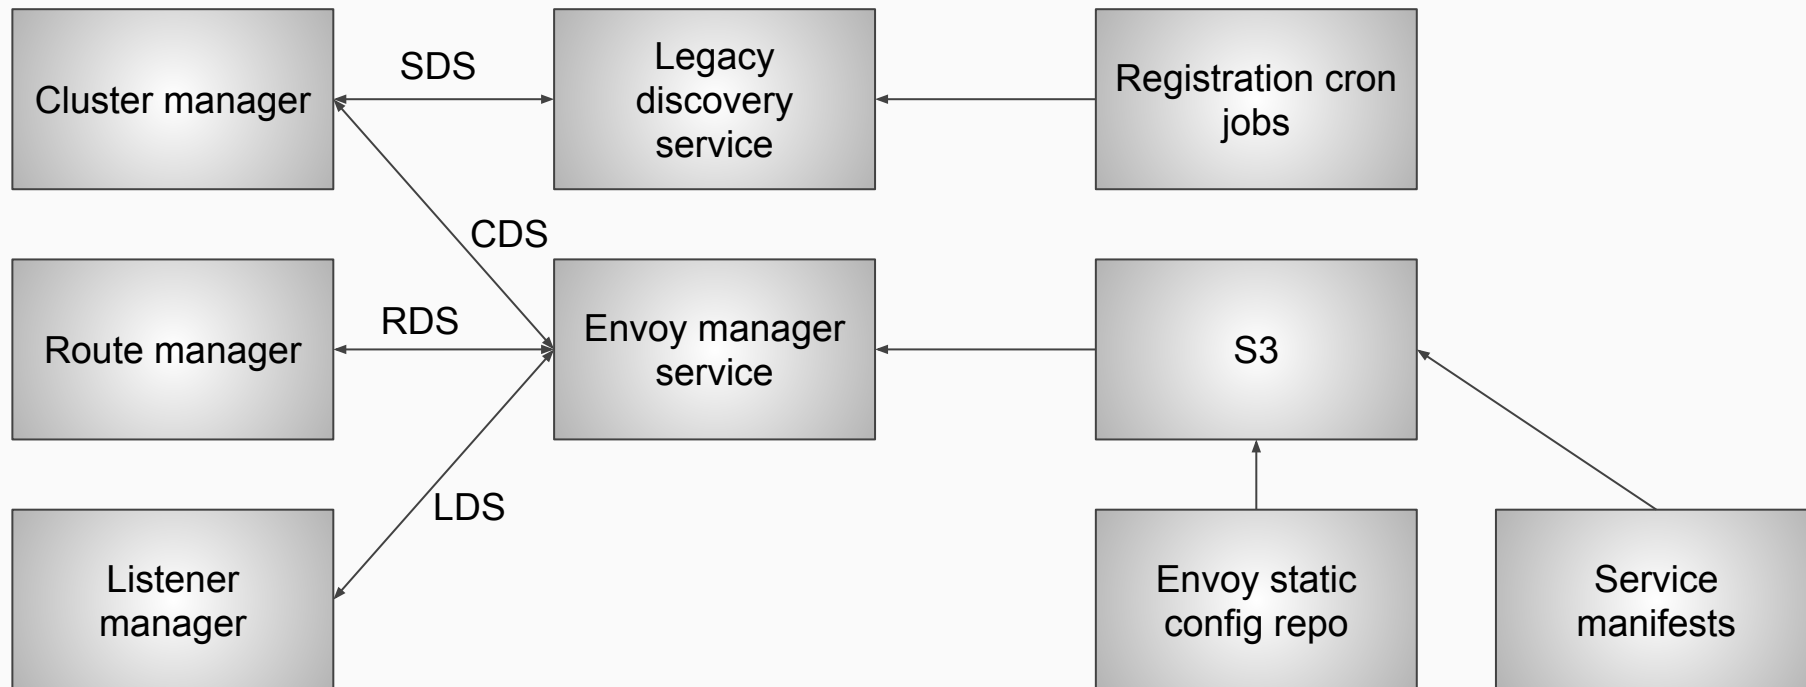 Cluster manager
SDS
Legacy
discovery
service
Registration cron
jobs
CDS
Route manager
RDS
Envoy manager
service
S3
LDS
Listener
manager
Envoy static
config repo
Service
manifests